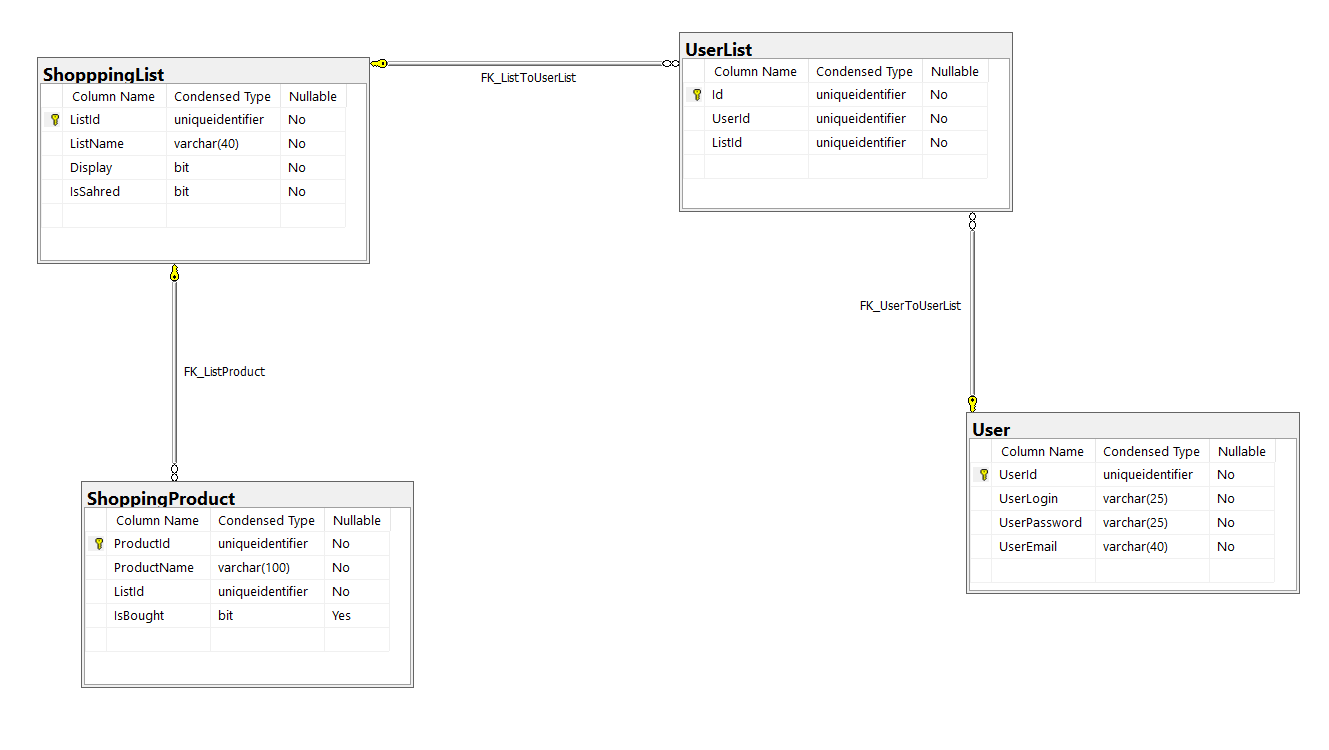 ShopppingList
Column Name Condensed Type Nullable
ListId uniqueidentifier No
ListName varchar(40) No
Display bit No
IsSahred bit No
FK_ListToUserList
UserList
Column Name Condensed Type Nullable
Id uniqueidentifier No
UserId uniqueidentifier No
ListId uniqueidentifier No
FK_UserToUserList
FK_ListProduct
User
Column Name Condensed Type Nullable
UserId uniqueidentifier No
UserLogin varchar(25) No
UserPassword varchar(25) No
UserEmail varchar(40) No
ShoppingProduct
Column Name Condensed Type Nullable
ProductId uniqueidentifier No
ProductName varchar(100) No
ListId uniqueidentifier No
IsBought bit Yes